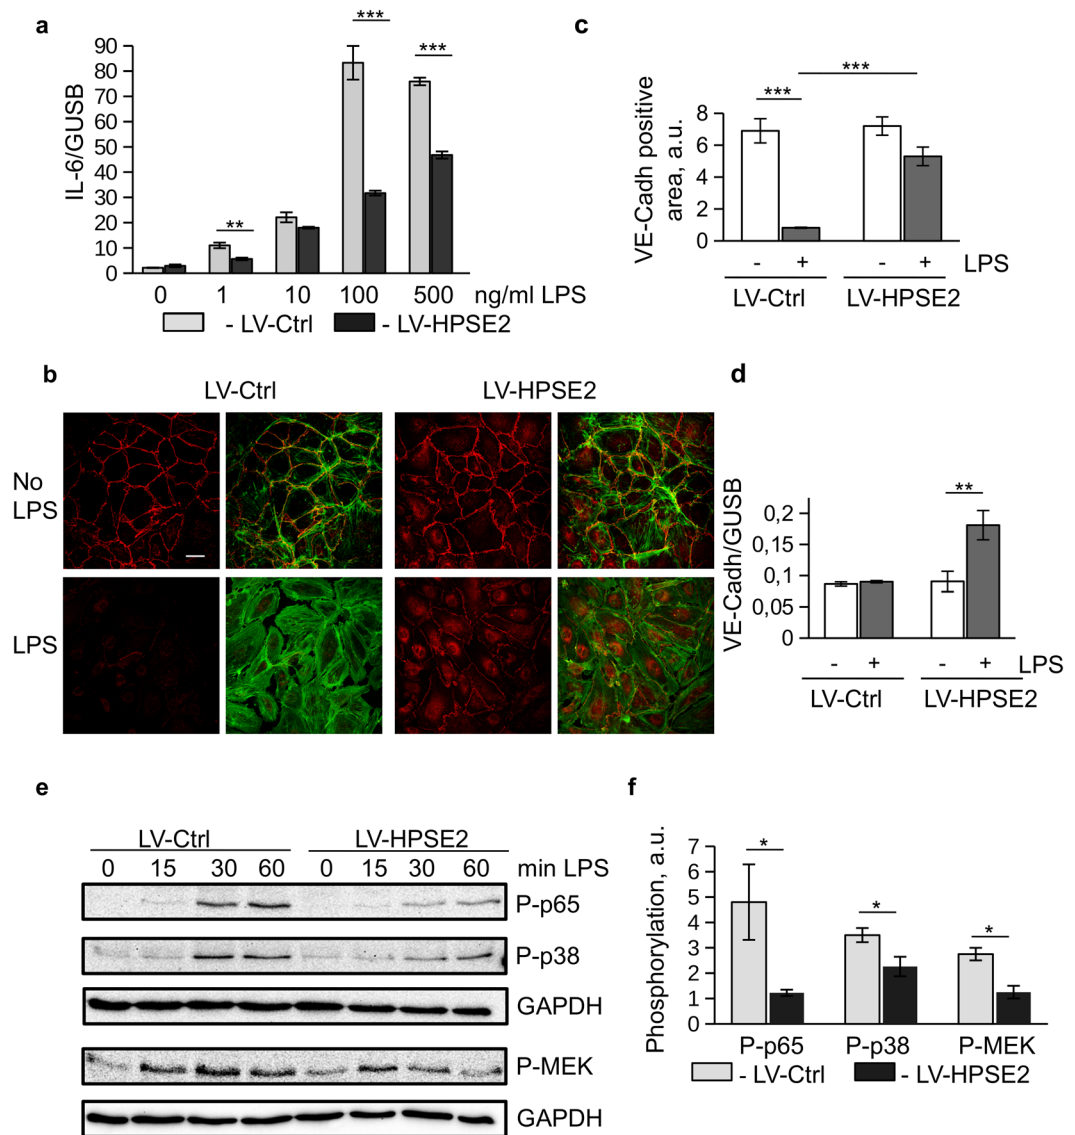 a
IL-6/GUSB
90
80
70
60
50
40
30
20
10
0
***
***
**
0 1 10 100 500 ng/ml LPS
- LV-Ctrl - LV-HPSE2
c
VE-Cadh positive
area, a.u.
8
6
4
2
0
***
***
- + - + LPS
LV-Ctrl LV-HPSE2
b
LV-Ctrl LV-HPSE2
No
LPS
LPS
d
VE-Cadh/GUSB
0,2
0,15
0,1
0,05
0
**
- + - + LPS
LV-Ctrl LV-HPSE2
e
LV-Ctrl LV-HPSE2
0 15 30 60 0 15 30 60 min LPS
P-p65
P-p38
GAPDH
P-MEK
GAPDH
f
Phosphorylation, a.u.
7
6
5
4
3
2
1
0
*
*
*
P-p65 P-p38 P-MEK
- LV-Ctrl - LV-HPSE2